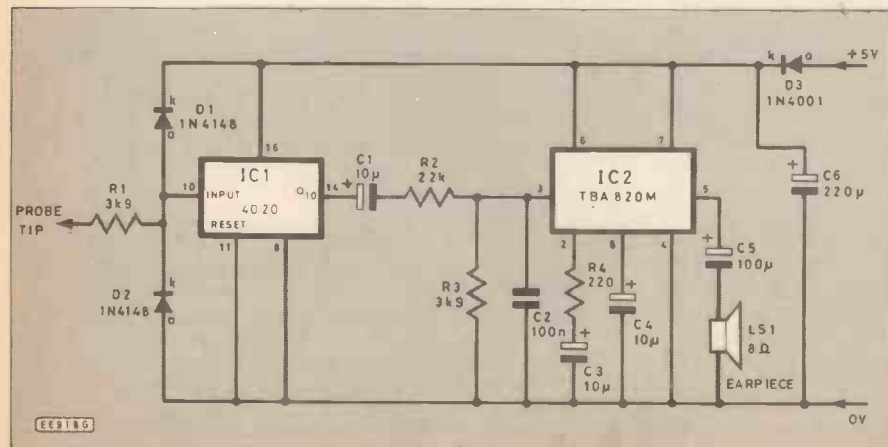 D1
1N4148
k
a
R1
3k9
PROBE
TIP
D2
1N4148
k
a
IC1
INPUT
4020
RESET
Q10
16
10
14
11
8
C1
10µ
+
R2
22k
R3
3k9
C2
100n
IC2
TBA 820M
6
7
3
5
2
8
4
R4
220
C3
10µ
+
C4
10µ
+
C5
100µ
+
LS1
8Ω
EARPIECE
k
a
D3
1N4001
+5V
C6
220µ
+
0V
EE918G